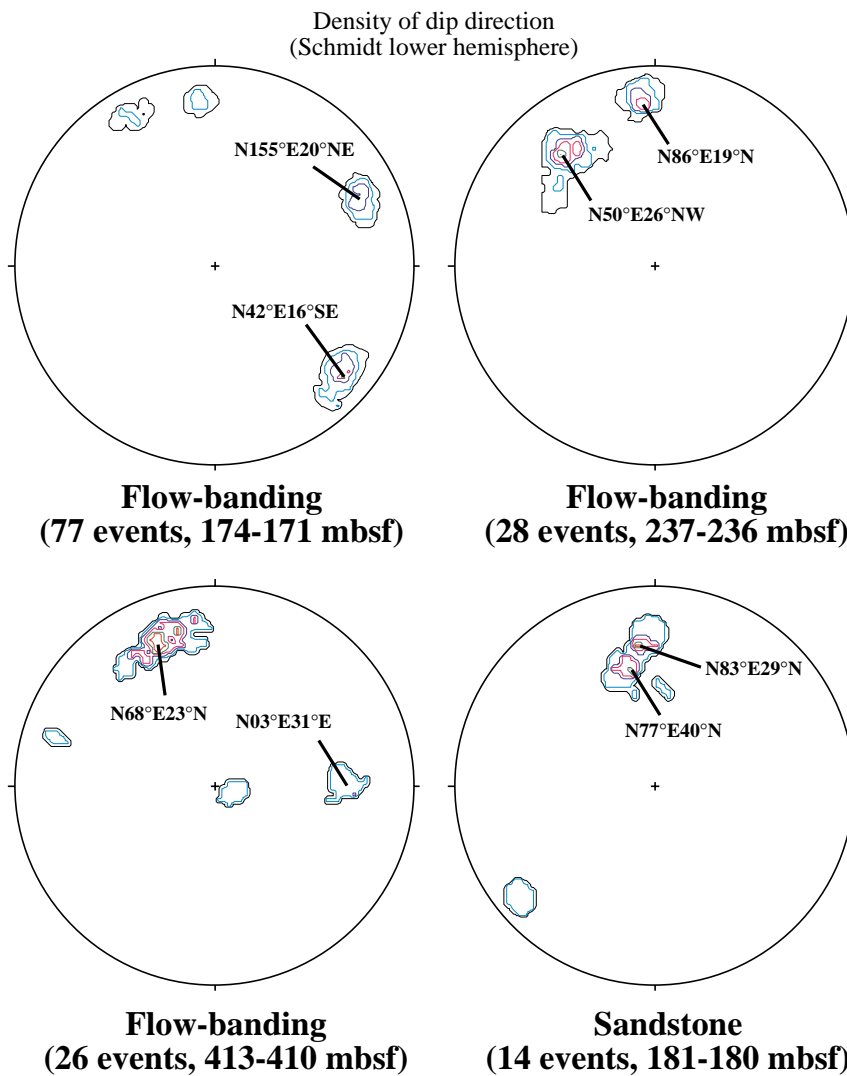 Density of dip direction
(Schmidt lower hemisphere)
N155°E20°NE
N42°E16°SE
Flow-banding
(77 events, 174-171 mbsf)
N86°E19°N
N50°E26°NW
Flow-banding
(28 events, 237-236 mbsf)
N68°E23°N
N03°E31°E
Flow-banding
(26 events, 413-410 mbsf)
N83°E29°N
N77°E40°N
Sandstone
(14 events, 181-180 mbsf)